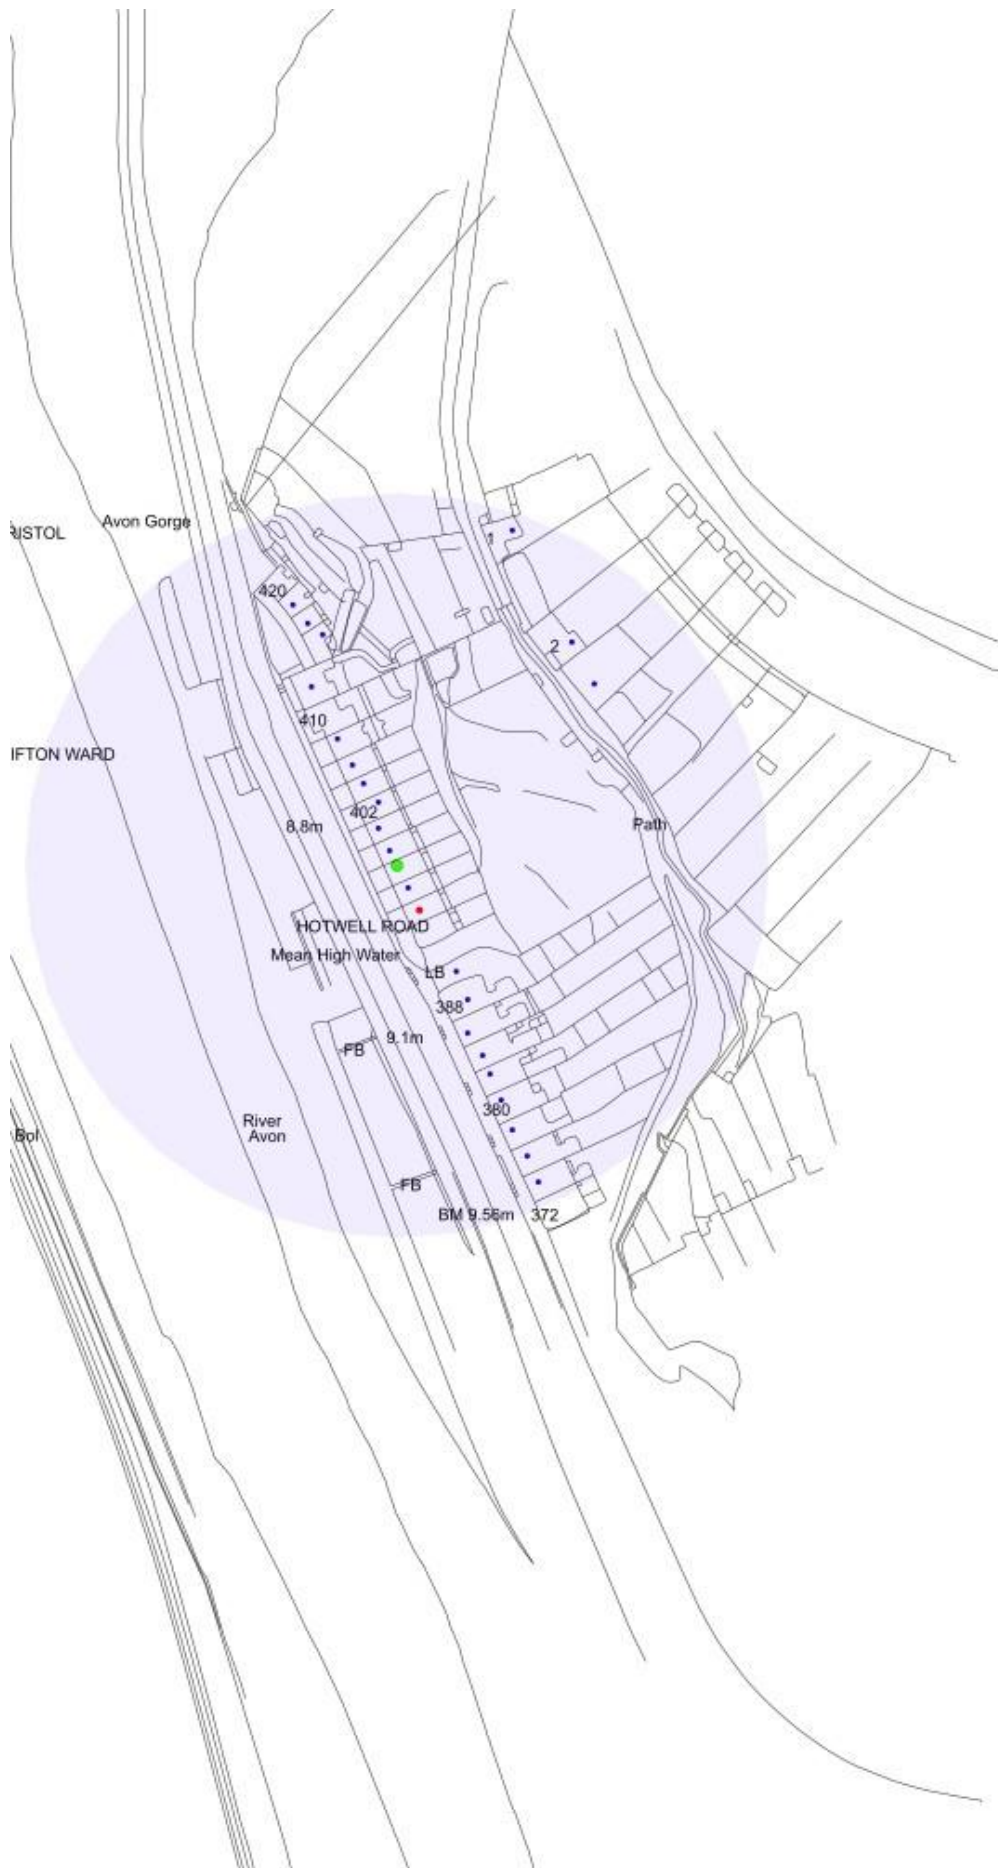 Avon Gorge
RISTOL
1
420
2
410
IFTON WARD
402
8.8m
Path
HOTWELL ROAD
Mean High Water
LB
388
9.1m
FB
380
River
Avon
Bol
FB
BM 9.56m
372